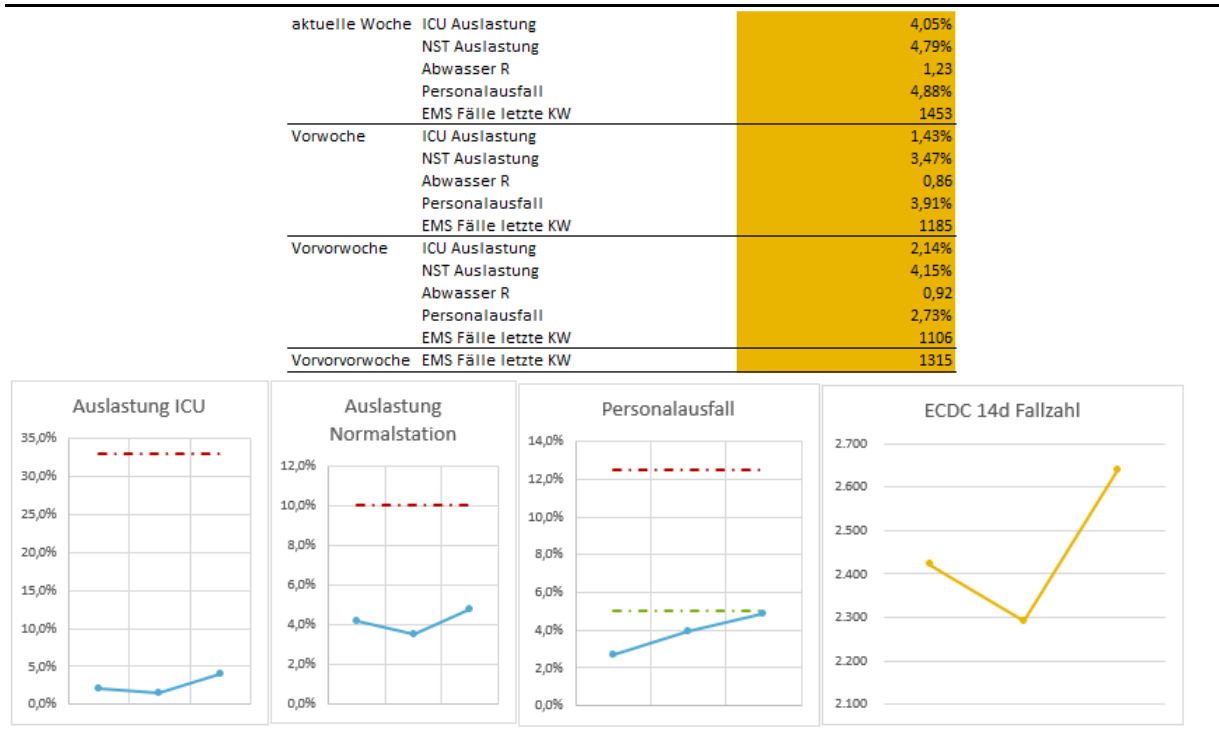 aktuelle Woche ICU Auslastung 4,05%
NST Auslastung 4,79%
Abwasser R 1,23
Personalausfall 4,88%
EMS Fälle letzte KW 1453
Vorwoche ICU Auslastung 1,43%
NST Auslastung 3,47%
Abwasser R 0,86
Personalausfall 3,91%
EMS Fälle letzte KW 1185
Vorvorwoche ICU Auslastung 2,14%
NST Auslastung 4,15%
Abwasser R 0,92
Personalausfall 2,73%
EMS Fälle letzte KW 1106
Vorvorvorwoche EMS Fälle letzte KW 1315
Auslastung ICU
35,0%
30,0%
25,0%
20,0%
15,0%
10,0%
5,0%
0,0%
Auslastung
Normalstation
12,0%
10,0%
8,0%
6,0%
4,0%
2,0%
0,0%
Personalausfall
14,0%
12,0%
10,0%
8,0%
6,0%
4,0%
2,0%
0,0%
ECDC 14d Fallzahl
2.700
2.600
2.500
2.400
2.300
2.200
2.100